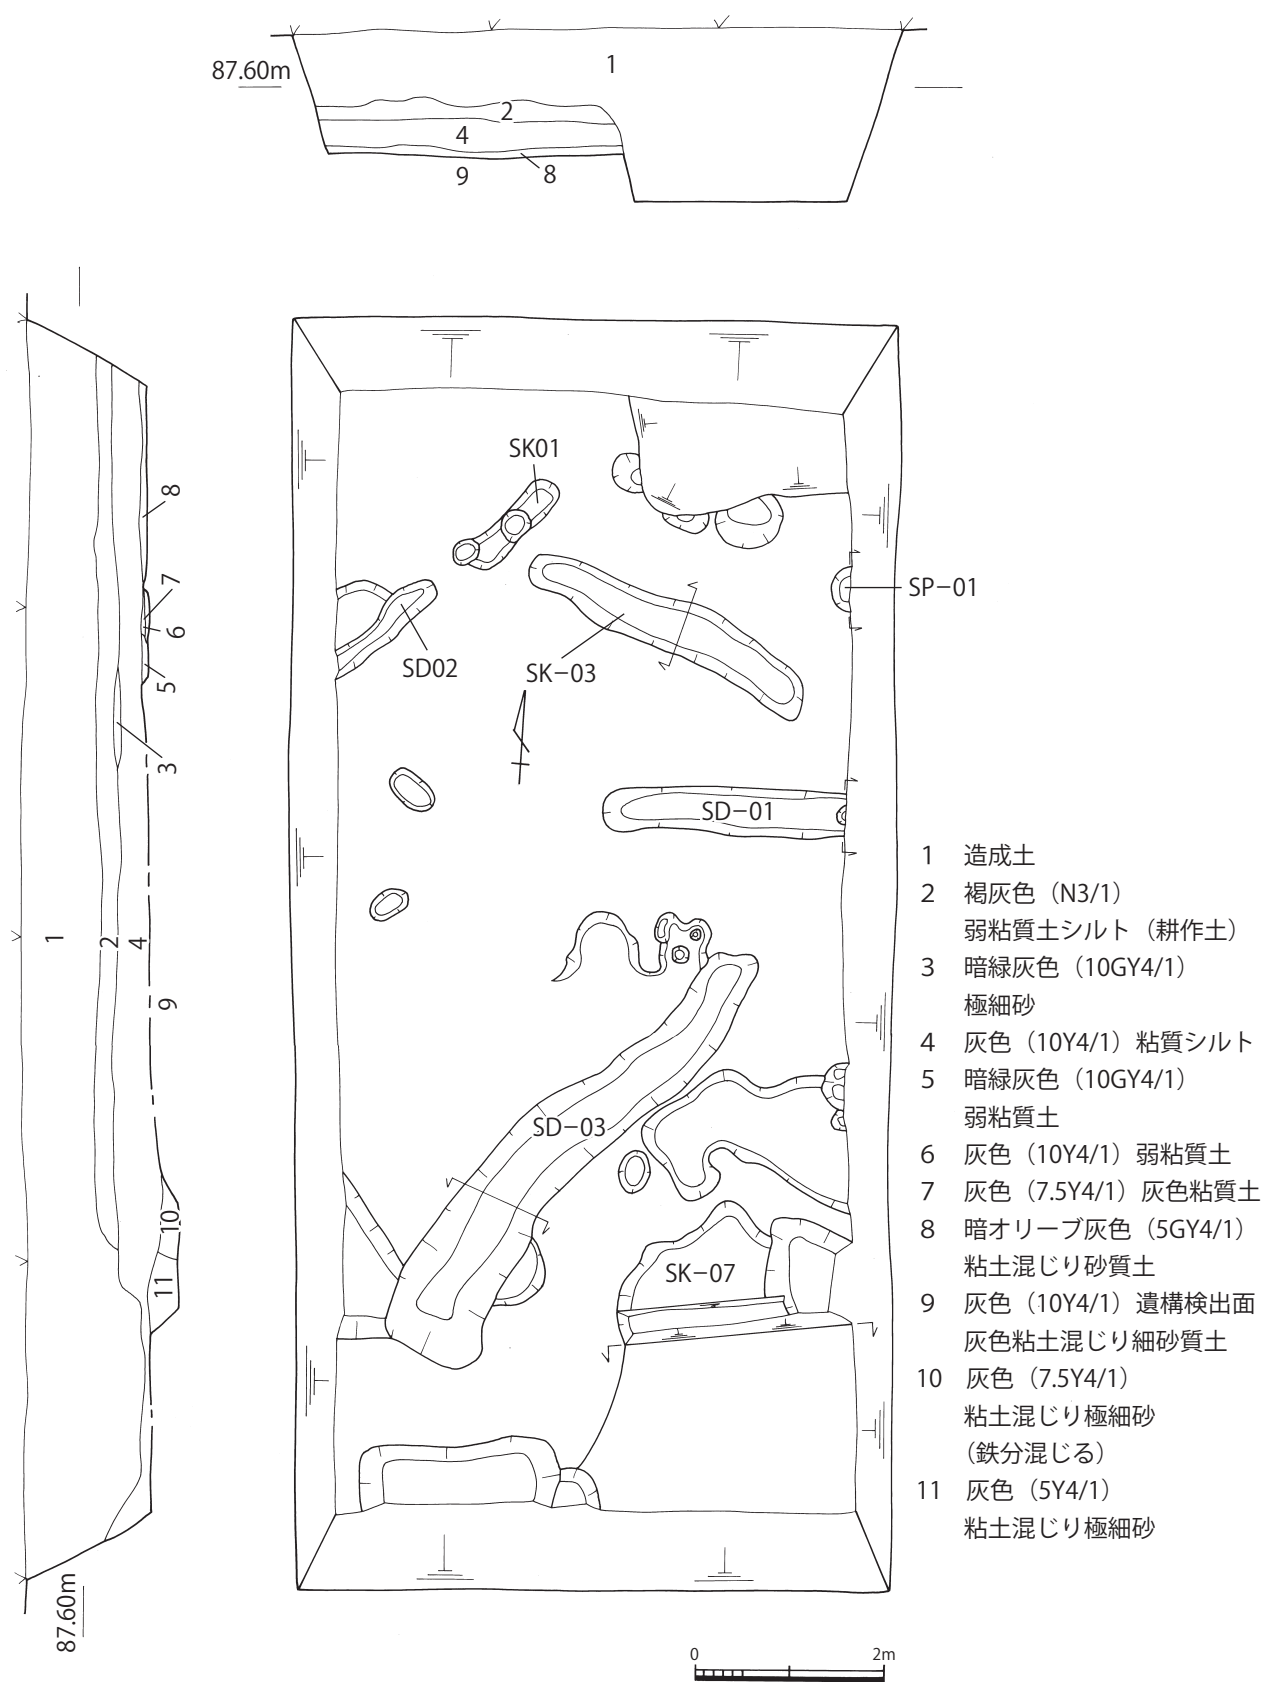 87.60m
1
2
4
8
9
SK01
8
7
SP−01
6
SD02
SK−03
5
3
SD−01
1
2
4
9
SD−03
10
11
SK−07
87.60m
1 造成土
2 褐灰色（N3/1）
弱粘質土シルト（耕作土）
3 暗緑灰色（10GY4/1）
極細砂
4 灰色（10Y4/1）粘質シルト
5 暗緑灰色（10GY4/1）
弱粘質土
6 灰色（10Y4/1）弱粘質土
7 灰色（7.5Y4/1）灰色粘質土
8 暗オリーブ灰色（5GY4/1）
粘土混じり砂質土
9 灰色（10Y4/1）遺構検出面
灰色粘土混じり細砂質土
10 灰色（7.5Y4/1）
粘土混じり極細砂
（鉄分混じる）
11 灰色（5Y4/1）
粘土混じり極細砂
0 2m